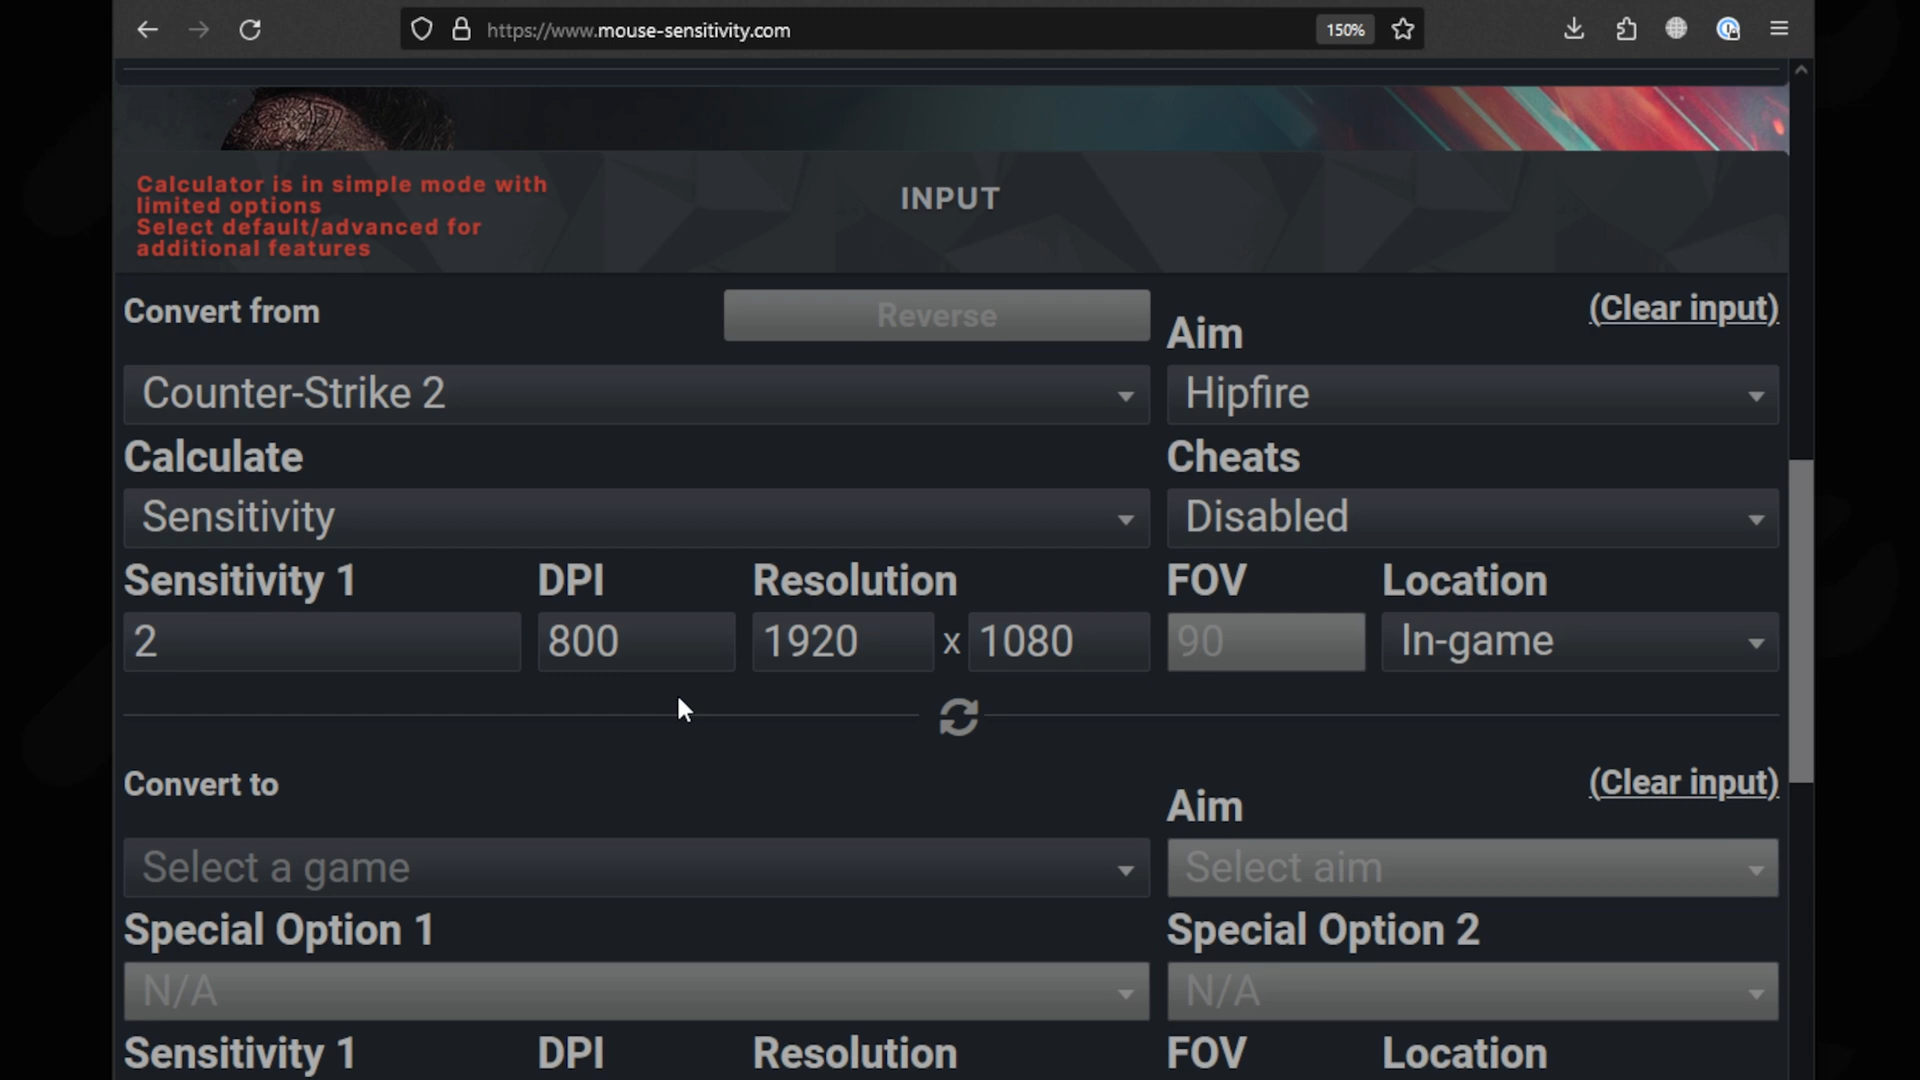 https://www.mouse-sensitivity.com
150%
Calculator is in simple mode with
limited options
Select default/advanced for
additional features
INPUT
Convert from
Reverse
Aim
(Clear input)
Counter-Strike 2
Hipfire
Calculate
Cheats
Sensitivity
Disabled
Sensitivity 1 DPI Resolution FOV Location
2 800 1920 x 1080 90 In-game
Convert to
Aim
(Clear input)
Select a game
Select aim
Special Option 1
Special Option 2
N/A
N/A
Sensitivity 1 DPI Resolution FOV Location